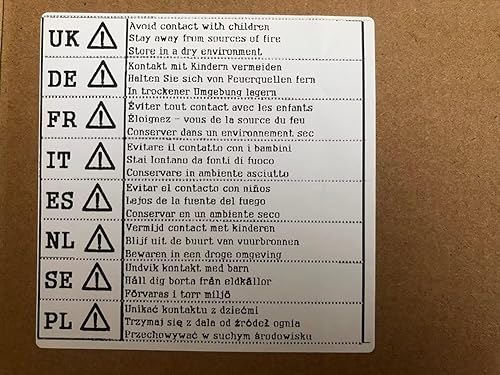 UK Avoid contact with children
Stay away from sources of fire
Store in a dry environment
DE Kontakt mit Kindern vermeiden
Halten Sie sich von Feuerquellen fern
In trockener Umgebung lagern
FR Éviter tout contact avec les enfants
Éloignez - vous de la source du feu
Conserver dans un environnement sec
IT Evitare il contatto con i bambini
Stai lontano da fonti di fuoco
Conservare in ambiente asciutto
ES Evitar el contacto con niños
Lejos de la fuente del fuego
Conservar en un ambiente seco
NL Vermijd contact met kinderen
Blijf uit de buurt van vuurbronnen
Bewaren in een droge omgeving
SE Undvik kontakt med barn
Håll dig borta från eldkällor
Förvaras i torr miljö
PL Unikać kontaktu z dziećmi
Trzymaj się z dala od źródeł ognia
Przechowywać w suchym środowisku